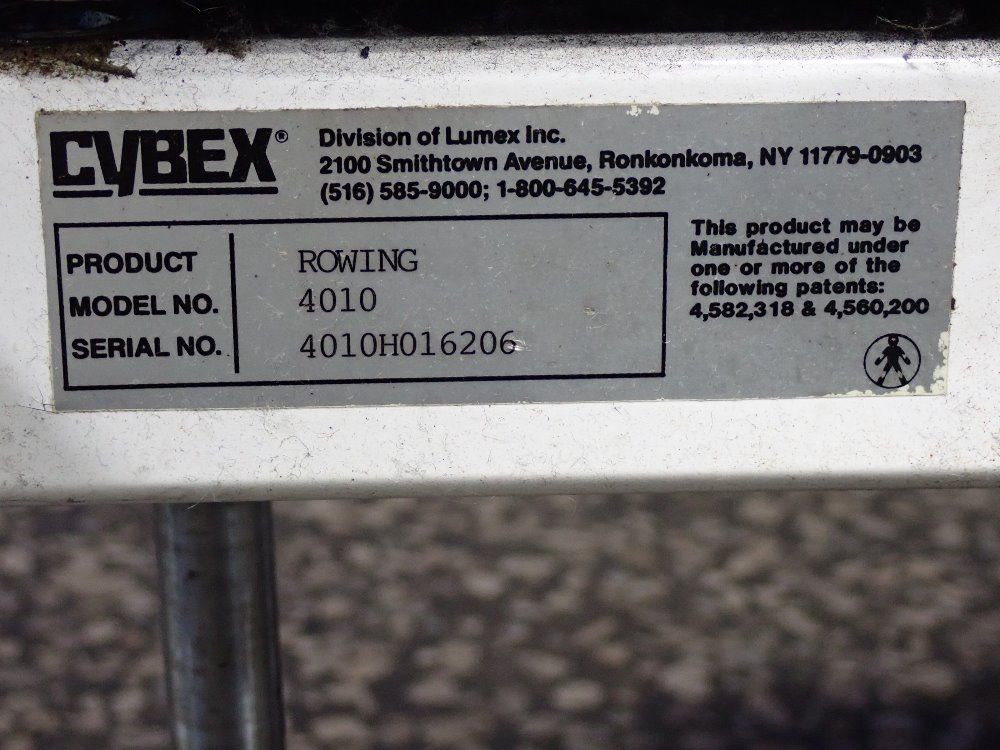 CYBEX®
Division of Lumex Inc.
2100 Smithtown Avenue, Ronkonkoma, NY 11779-0903
(516) 585-9000; 1-800-645-5392
PRODUCT ROWING
MODEL NO. 4010
SERIAL NO. 4010H016206
This product may be
Manufactured under
one or more of the
following patents:
4,582,318 & 4,560,200